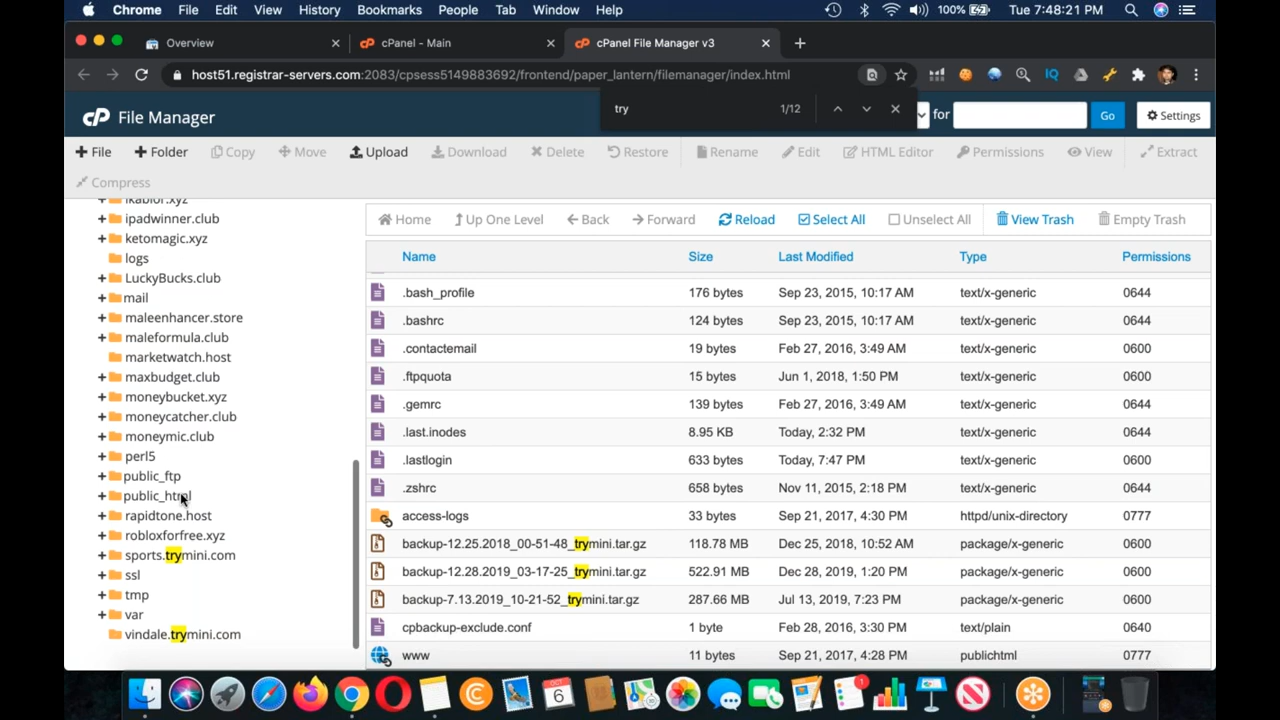 Chrome File Edit View History Bookmarks People Tab Window Help 100% Tue 7:48:21 PM
Overview cPanel - Main cPanel File Manager v3
host51.registrar-servers.com:2083/cpsess5149883692/frontend/paper_lantern/filemanager/index.html IQ
try 1/12
cP File Manager for Go Settings
+ File + Folder Copy Move Upload Download Delete Restore Rename Edit HTML Editor Permissions View Extract
Compress
ikabloi.xyz
ipadwinner.club
ketomagic.xyz
logs
LuckyBucks.club
mail
maleenhancer.store
maleformula.club
marketwatch.host
maxbudget.club
moneybucket.xyz
moneycatcher.club
moneymic.club
perl5
public_ftp
public_html
rapidtone.host
robloxforfree.xyz
sports.trymini.com
ssl
tmp
var
vindale.trymini.com
Home Up One Level Back Forward Reload Select All Unselect All View Trash Empty Trash
Name Size Last Modified Type Permissions
.bash_profile 176 bytes Sep 23, 2015, 10:17 AM text/x-generic 0644
.bashrc 124 bytes Sep 23, 2015, 10:17 AM text/x-generic 0644
.contactemail 19 bytes Feb 27, 2016, 3:49 AM text/x-generic 0600
.ftpquota 15 bytes Jun 1, 2018, 1:50 PM text/x-generic 0600
.gemrc 139 bytes Feb 27, 2016, 3:49 AM text/x-generic 0600
.last.inodes 8.95 KB Today, 2:32 PM text/x-generic 0644
.lastlogin 633 bytes Today, 7:47 PM text/x-generic 0600
.zshrc 658 bytes Nov 11, 2015, 2:18 PM text/x-generic 0644
access-logs 33 bytes Sep 21, 2017, 4:30 PM httpd/unix-directory 0777
backup-12.25.2018_00-51-48_trymini.tar.gz 118.78 MB Dec 25, 2018, 10:52 AM package/x-generic 0600
backup-12.28.2019_03-17-25_trymini.tar.gz 522.91 MB Dec 28, 2019, 1:20 PM package/x-generic 0600
backup-7.13.2019_10-21-52_trymini.tar.gz 287.66 MB Jul 13, 2019, 7:23 PM package/x-generic 0600
cpbackup-exclude.conf 1 byte Feb 28, 2016, 3:30 PM text/plain 0640
www 11 bytes Sep 21, 2017, 4:28 PM publichtml 0777
OCT 6 1